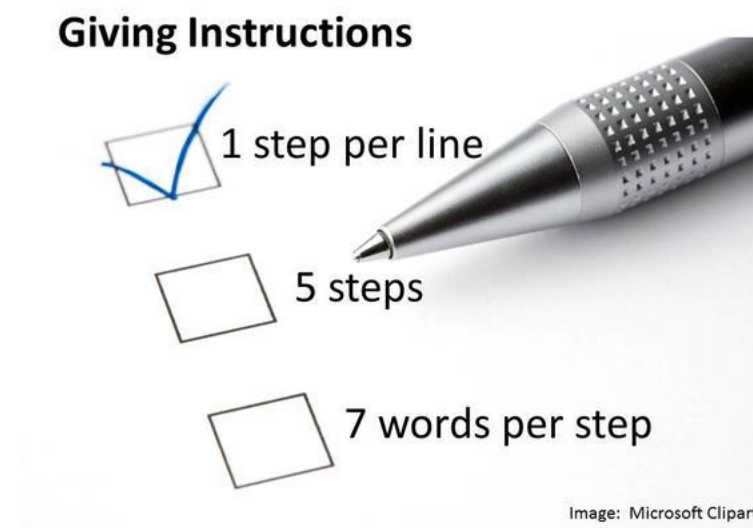 Giving Instructions
1 step per line
5 steps
7 words per step
Image: Microsoft Clipar